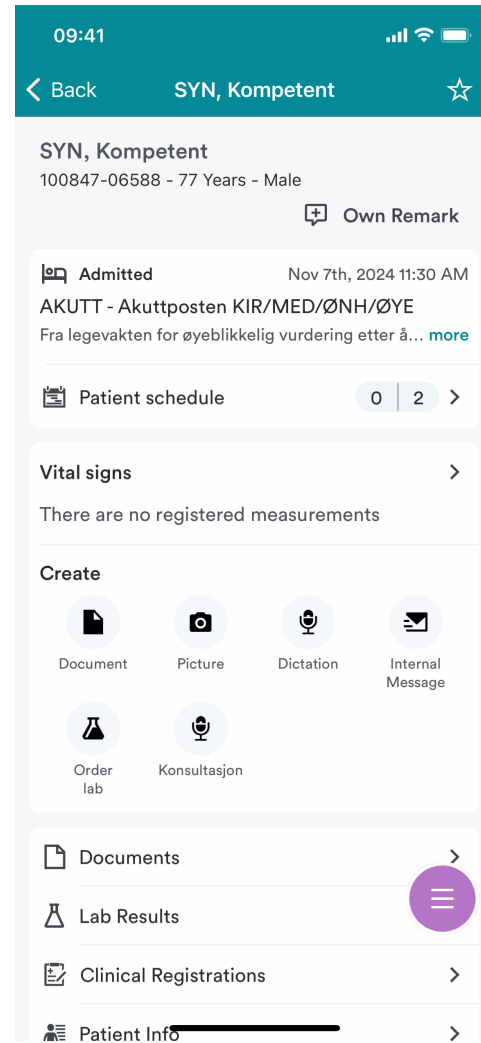 09:41
Back SYN, Kompetent
SYN, Kompetent
100847-06588 - 77 Years - Male
Own Remark
Admitted Nov 7th, 2024 11:30 AM
AKUTT - Akuttposten KIR/MED/ØNH/ØYE
Fra legevakten for øyeblikkelig vurdering etter å... more
Patient schedule 0 2
Vital signs
There are no registered measurements
Create
Document Picture Dictation Internal
Message
Order Konsultasjon
lab
Documents
Lab Results
Clinical Registrations
Patient Info